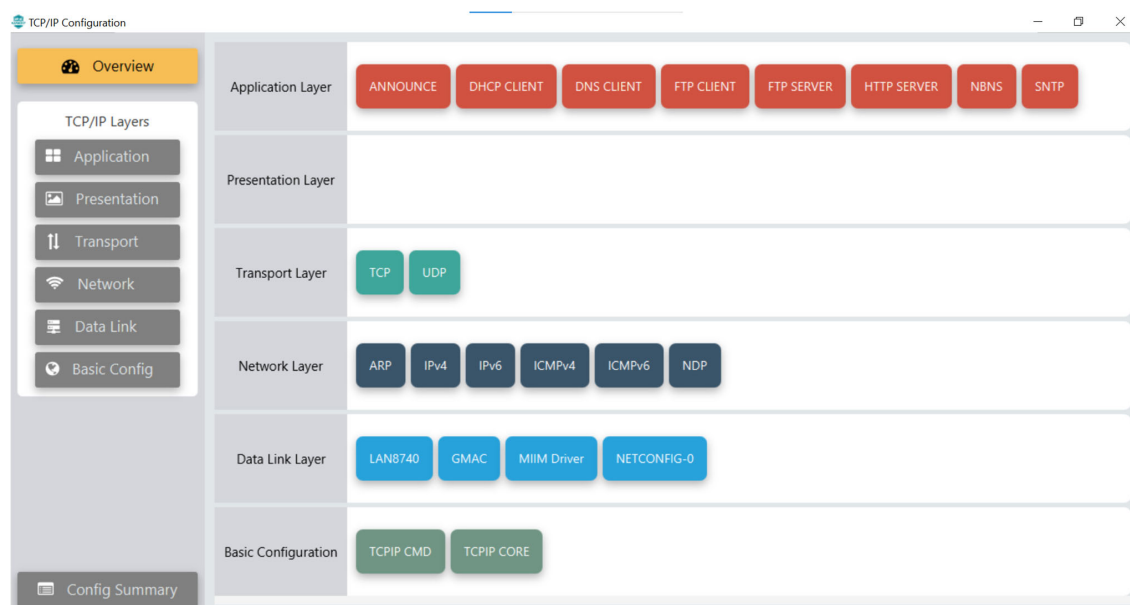 TCP/IP Configuration
Overview
TCP/IP Layers
Application
Presentation
Transport
Network
Data Link
Basic Config
Config Summary
Application Layer
ANNOUNCE
DHCP CLIENT
DNS CLIENT
FTP CLIENT
FTP SERVER
HTTP SERVER
NBNS
SNTP
Presentation Layer
Transport Layer
TCP
UDP
Network Layer
ARP
IPv4
IPv6
ICMPv4
ICMPv6
NDP
Data Link Layer
LAN8740
GMAC
MIIM Driver
NETCONFIG-0
Basic Configuration
TCPIP CMD
TCPIP CORE